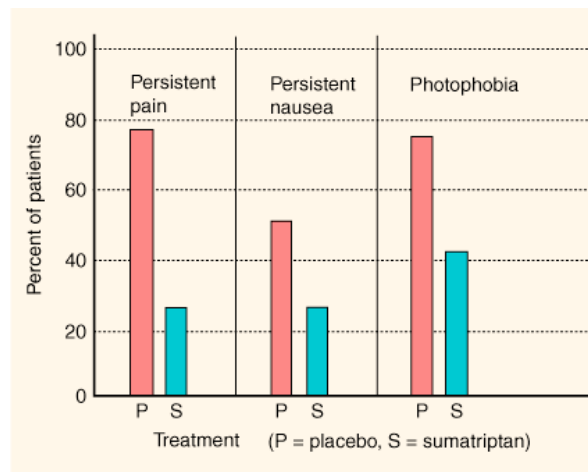 100
80
60
40
20
0
Percent of patients
Persistent
pain
Persistent
nausea
Photophobia
P S P S P S
Treatment (P = placebo, S = sumatriptan)